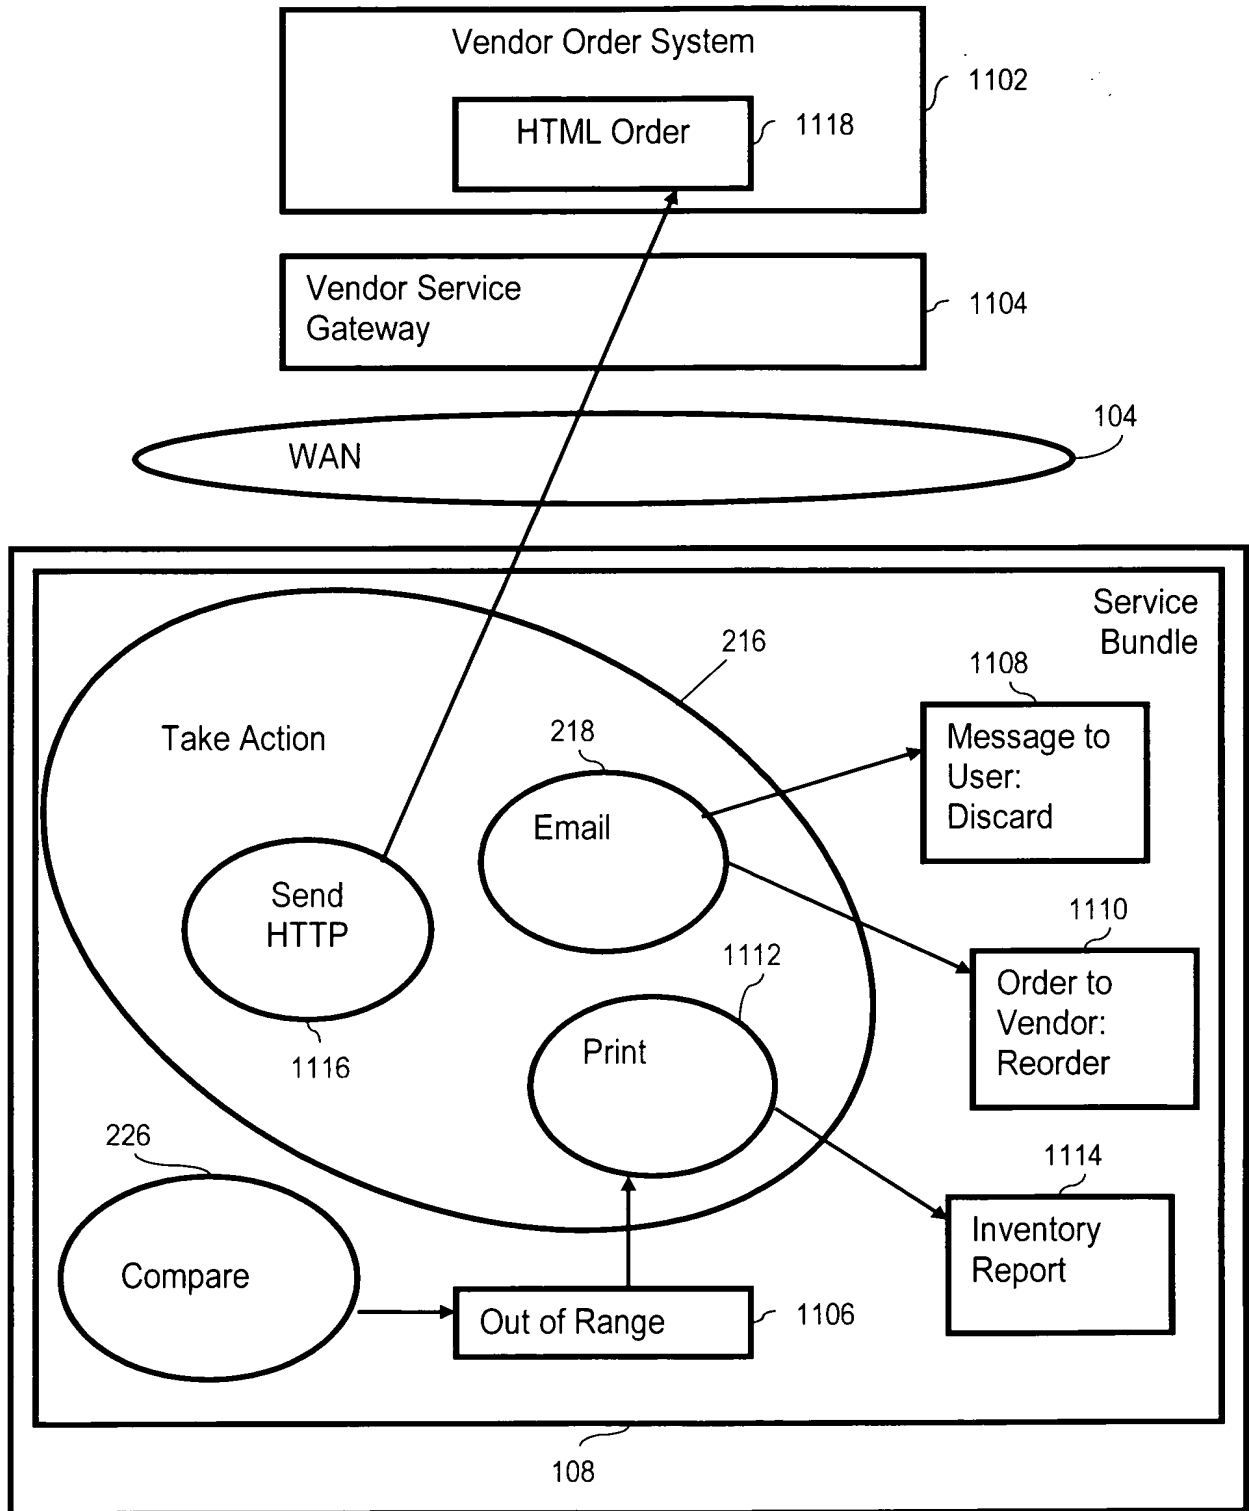 Vendor Order System
1102
HTML Order
1118
Vendor Service
Gateway
1104
104
WAN
Service
Bundle
216
1108
Take Action
218
Message to
User:
Discard
Email
Send
HTTP
1110
1112
Order to
Vendor:
Reorder
Print
1116
226
1114
Inventory
Report
Compare
Out of Range
1106
108